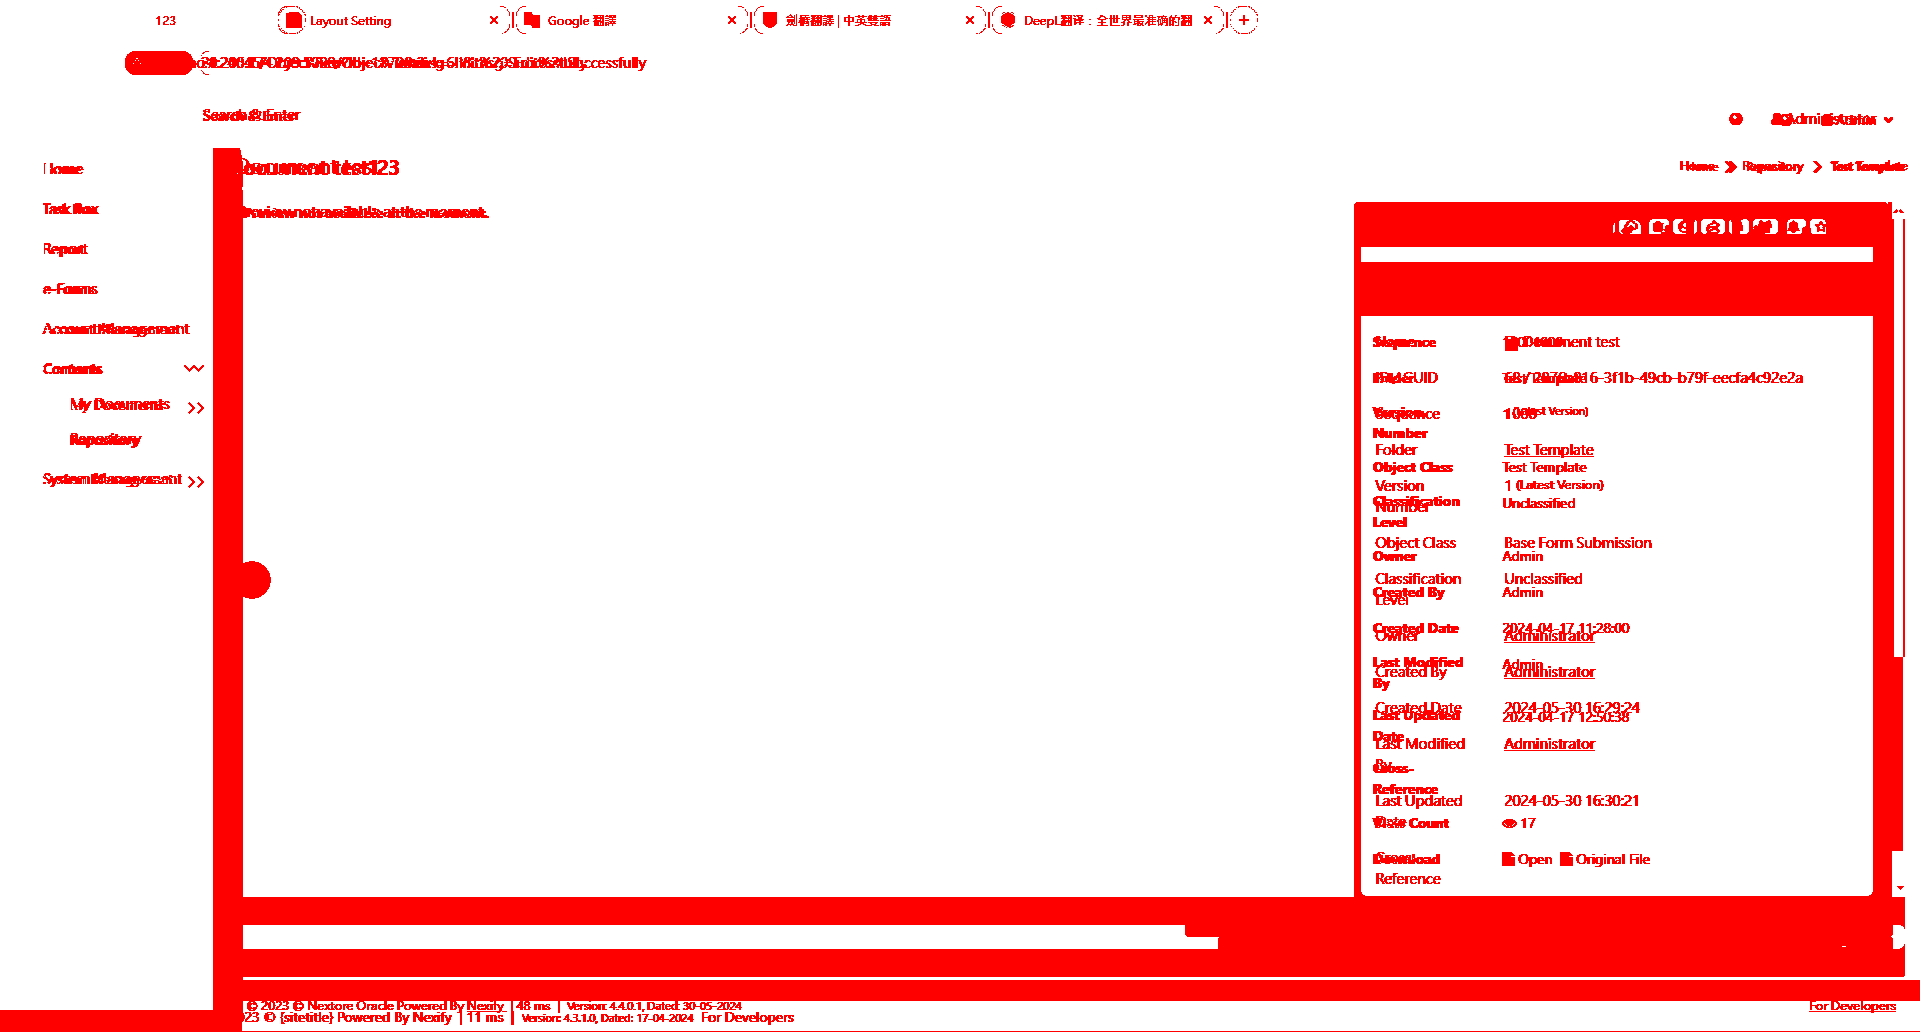 123
Layout Setting
Google 翻譯
劍橋翻譯 | 中英雙語
DeepL翻译：全世界最准确的翻
Search & Enter
Administrator
Home
Repository
Test Template
Home
Task Box
Report
e-Forms
Account Management
Contents
My Documents
Repository
System Management
Preview not available at the moment.
Document test
GUID
3f1b-49cb-b79f-eecfa4c92e2a
Sequence
Version
(Latest Version)
Number
Folder
Test Template
Object Class
Test Template
Version
1 (Latest Version)
Classification
Unclassified
Number
Level
Object Class
Base Form Submission
Owner
Admin
Classification
Unclassified
Created By
Admin
Level
Created Date
2024-04-17 11:28:00
Owner
Administrator
Last Modified
Admin
Created By
Administrator
By
Created Date
2024-05-30 16:29:24
Last Updated
2024-04-17 12:50:38
Date
Last Modified
Administrator
Cross-
Reference
Last Updated
2024-05-30 16:30:21
View Count
17
Download
Open
Original File
Reference
© 2023 © Nextore Oracle Powered By Nexify | 48 ms | Version: 4.4.0.1, Dated: 30-05-2024
For Developers
23 © {sitetitle} Powered By Nexify | 11 ms | Version: 4.3.1.0, Dated: 17-04-2024 For Developers